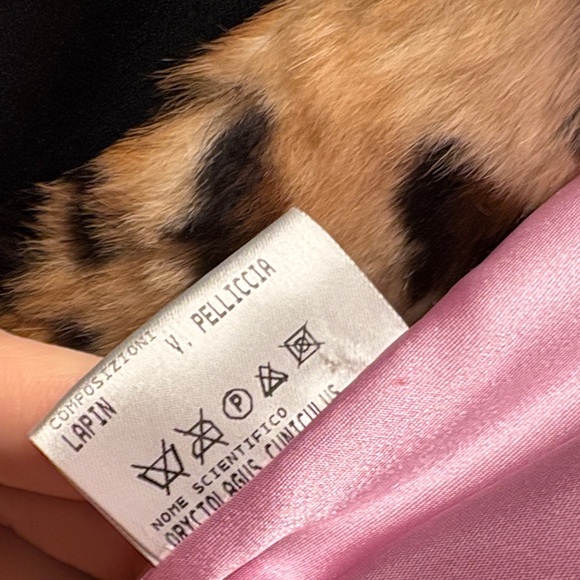 COMPOSIZIONI
V. PELLICCIA
LAPIN
P
NOME SCIENTIFICO
ORYCTOLAGUS CUNICULUS